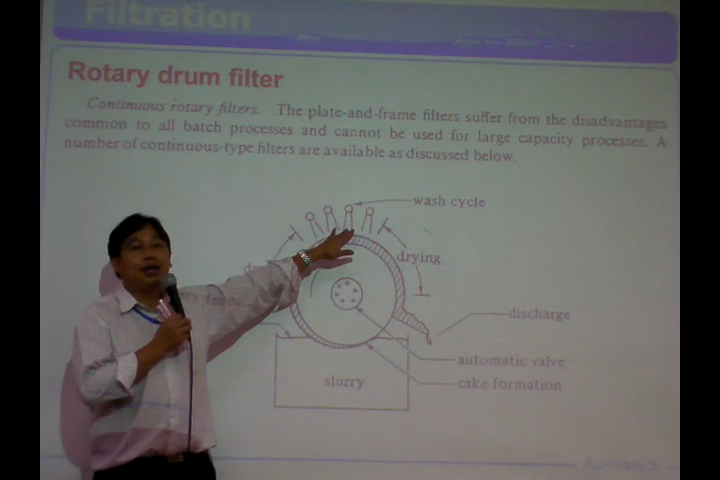 Filtration
Rotary drum filter
Continuous rotary filters. The plate-and-frame filters suffer from the disadvantages
common to all batch processes and cannot be used for large capacity processes. A
number of continuous-type filters are available as discussed below.
wash cycle
drying
discharge
automatic valve
cake formation
slurry
Apinan S.